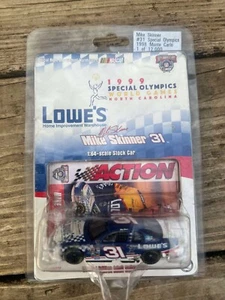 Mike Skinner
#31 Special Olympics
1999 Monte Carlo
1 of 12,000
NASCAR
1999
SPECIAL OLYMPICS
WORLD GAMES
NORTH CAROLINA
LOWE'S
Home Improvement Warehouse
Mike Skinner '31
1:64-scale Stock Car
ACTION
LOWE'S
31